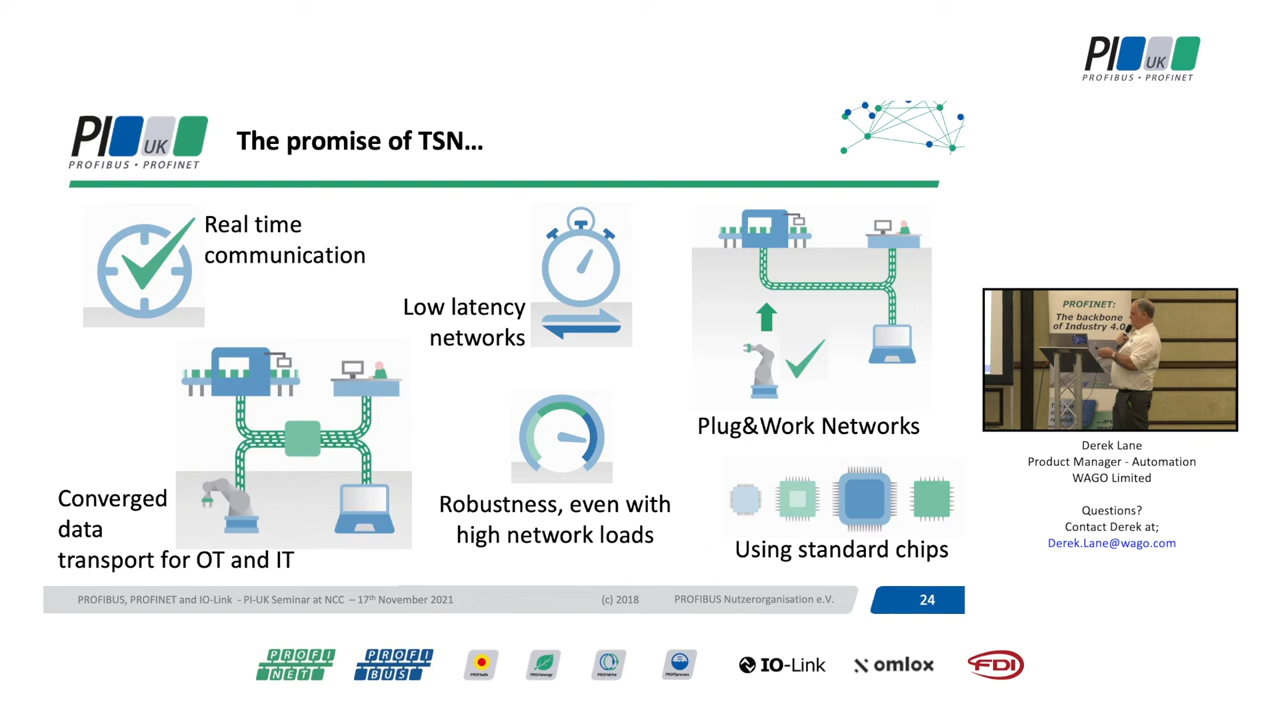 PI UK
PROFIBUS • PROFINET
PI UK
PROFIBUS • PROFINET
The promise of TSN...
Real time
communication
Low latency
networks
Plug&Work Networks
Converged
data
transport for OT and IT
Robustness, even with
high network loads
Using standard chips
PROFIBUS, PROFINET and IO-Link - PI-UK Seminar at NCC – 17th November 2021
(c) 2018
PROFIBUS Nutzerorganisation e.V.
24
PROFINET:
The backbone
of Industry 4.0
Derek Lane
Product Manager - Automation
WAGO Limited
Questions?
Contact Derek at;
Derek.Lane@wago.com
PROFI
NET
PROFI
BUS
PROFIsafe
PROFIenergy
PROFIdrive
PROFIprocess
IO-Link
omlox
FDI